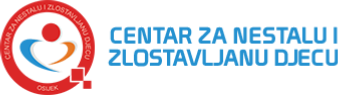 CENTAR ZA NESTALU I ZLOSTAVLJANU DJECU
OSIJEK
CENTAR ZA NESTALU I
ZLOSTAVLJANU DJECU